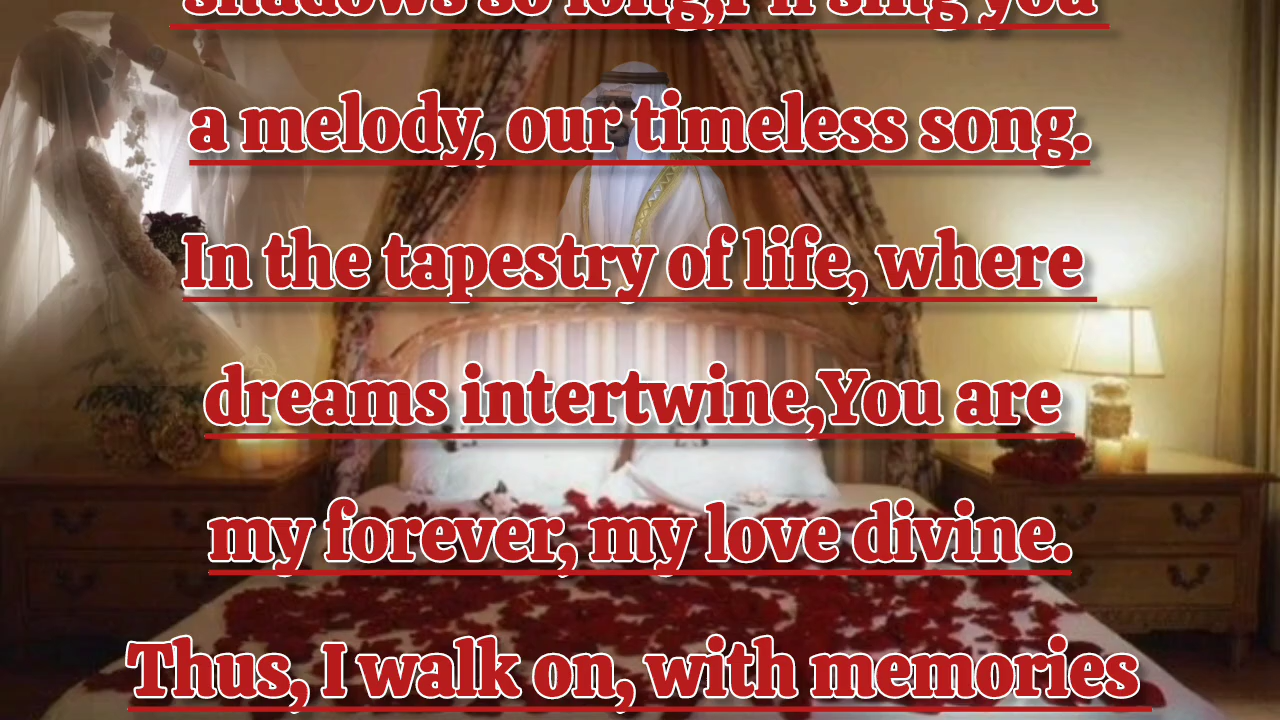 shadows so long,I'll sing you
a melody, our timeless song.
In the tapestry of life, where
dreams intertwine,You are
my forever, my love divine.
Thus, I walk on, with memories